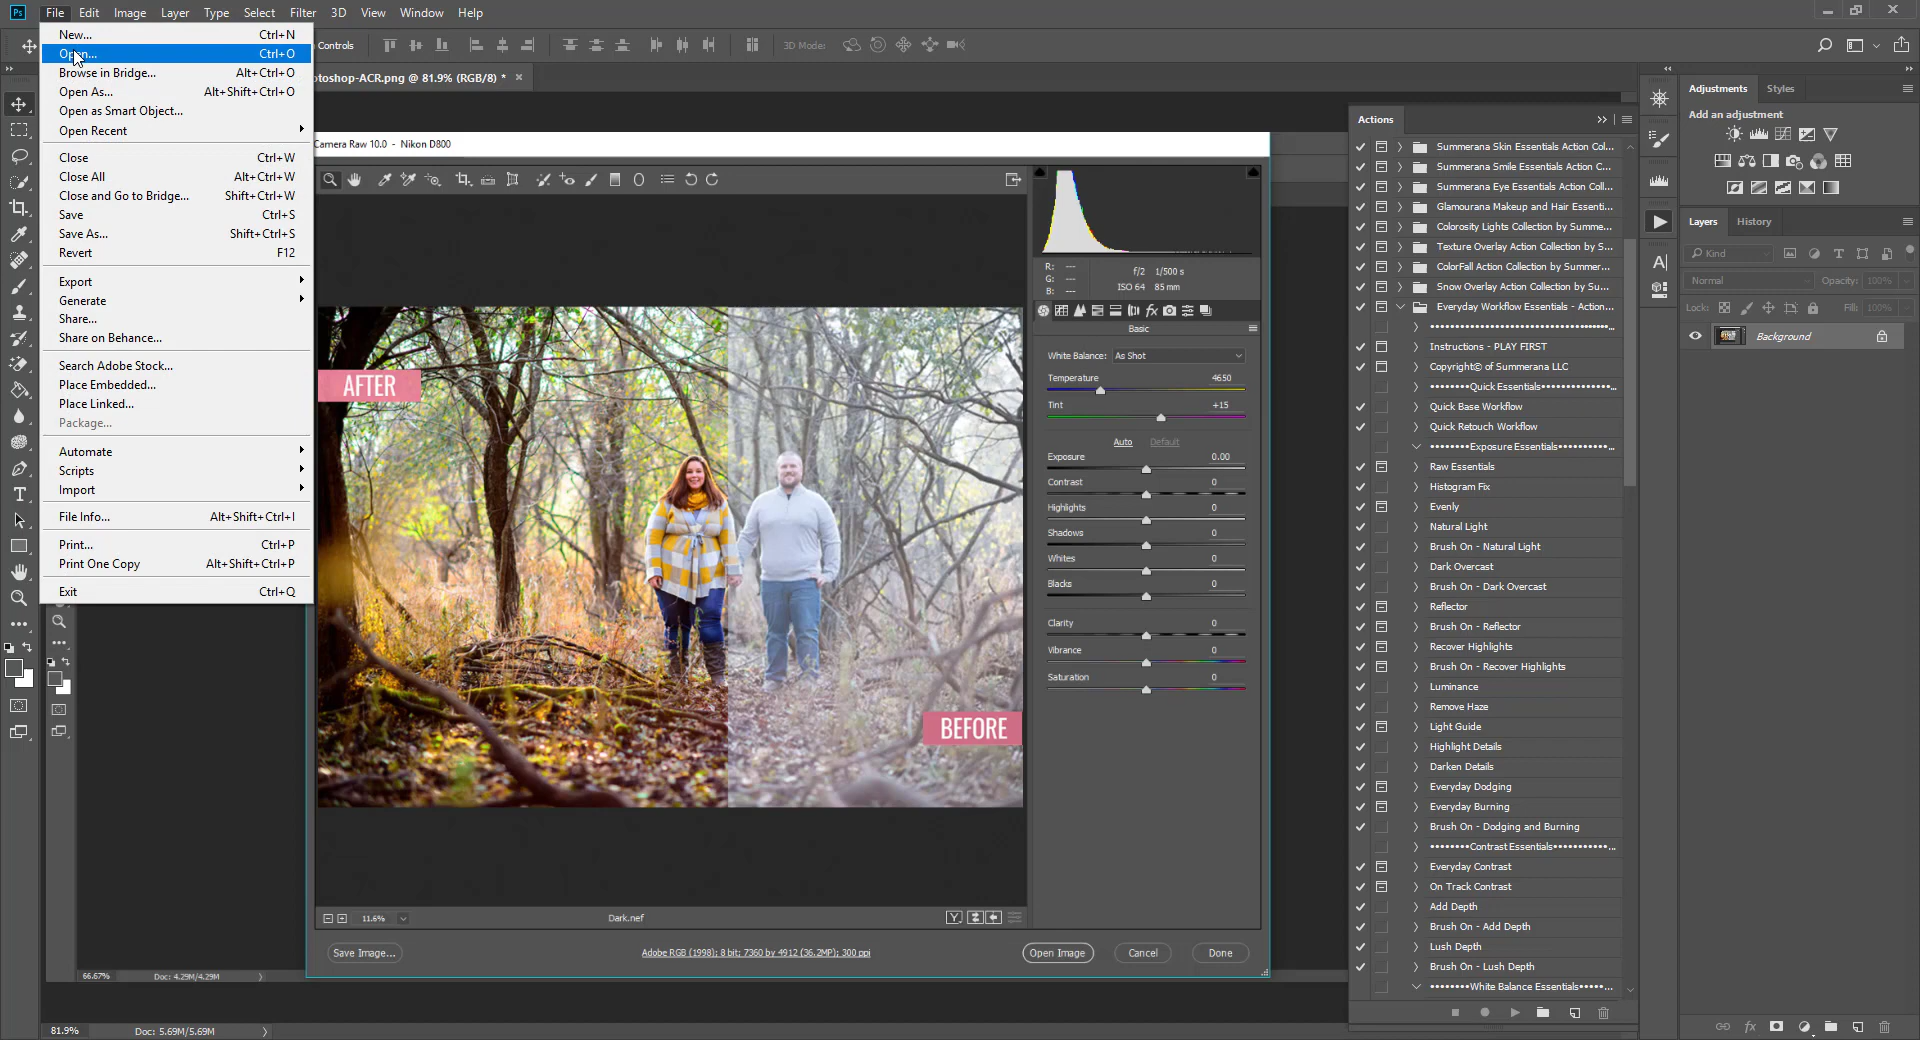 Ps File Edit Image Layer Type Select Filter 3D View Window Help
Controls 3D Mode:
New... Ctrl+N
Open... Ctrl+O
Browse in Bridge... Alt+Ctrl+O
Open As... Alt+Shift+Ctrl+O
Open as Smart Object...
Open Recent
Close Ctrl+W
Close All Alt+Ctrl+W
Close and Go to Bridge... Shift+Ctrl+W
Save Ctrl+S
Save As... Shift+Ctrl+S
Revert F12
Export
Generate
Share...
Share on Behance...
Search Adobe Stock...
Place Embedded...
Place Linked...
Package...
Automate
Scripts
Import
File Info... Alt+Shift+Ctrl+I
Print... Ctrl+P
Print One Copy Alt+Shift+Ctrl+P
Exit Ctrl+Q
otoshop-ACR.png @ 81.9% (RGB/8) *
Camera Raw 10.0 - Nikon D800
R: ---
G: ---
B: ---
f/2 1/500 s
ISO 64 85 mm
Basic
White Balance: As Shot
Temperature 4650
Tint +15
Auto Default
Exposure 0.00
Contrast 0
Highlights 0
Shadows 0
Whites 0
Blacks 0
Clarity 0
Vibrance 0
Saturation 0
AFTER
BEFORE
11.6% Dark.nef
Save Image... Adobe RGB (1998); 8 bit; 7360 by 4912 (36.2MP); 300 ppi Open Image Cancel Done
66.67% Doc: 4.29M/4.29M
81.9% Doc: 5.69M/5.69M
Actions
Summerana Skin Essentials Action Col...
Summerana Smile Essentials Action C...
Summerana Eye Essentials Action Coll...
Glamourana Makeup and Hair Essenti...
Colorosity Lights Collection by Summe...
Texture Overlay Action Collection by S...
ColorFall Action Collection by Summer...
Snow Overlay Action Collection by Su...
Everyday Workflow Essentials - Action...
Instructions - PLAY FIRST
Copyright© of Summerana LLC
••••••••Quick Essentials•••••••••••••••...
Quick Base Workflow
Quick Retouch Workflow
••••••••Exposure Essentials••••••••••...
Raw Essentials
Histogram Fix
Evenly
Natural Light
Brush On - Natural Light
Dark Overcast
Brush On - Dark Overcast
Reflector
Brush On - Reflector
Recover Highlights
Brush On - Recover Highlights
Luminance
Remove Haze
Light Guide
Highlight Details
Darken Details
Everyday Dodging
Everyday Burning
Brush On - Dodging and Burning
••••••••Contrast Essentials•••••••••••...
Everyday Contrast
On Track Contrast
Add Depth
Brush On - Add Depth
Lush Depth
Brush On - Lush Depth
••••••••White Balance Essentials•••••...
Adjustments Styles
Add an adjustment
Layers History
Kind
Normal Opacity: 100%
Lock: Fill: 100%
Background